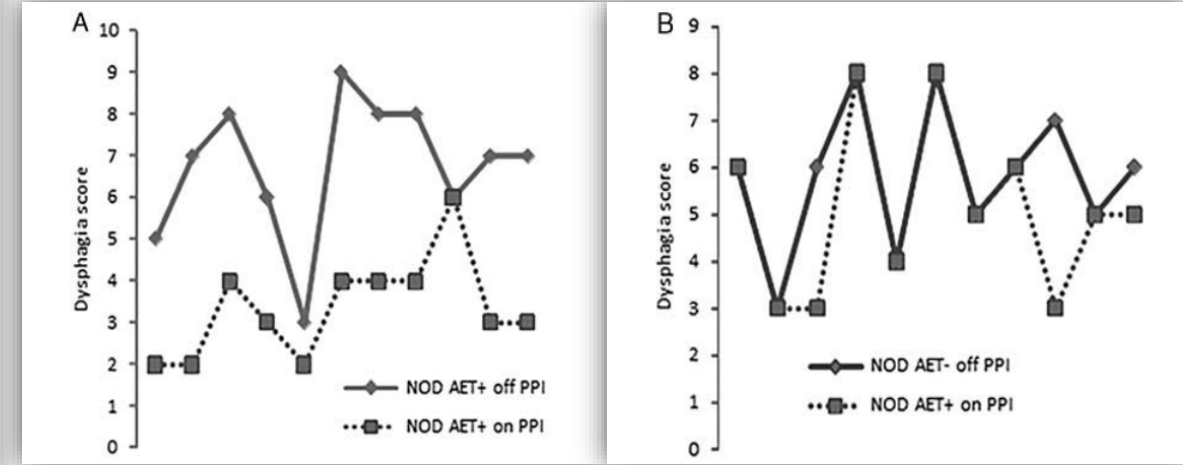 A
10
9
8
7
6
5
4
3
2
1
0
Dysphagia score
NOD AET+ off PPI
NOD AET+ on PPI
B
9
8
7
6
5
4
3
2
1
0
Dysphagia score
NOD AET- off PPI
NOD AET+ on PPI